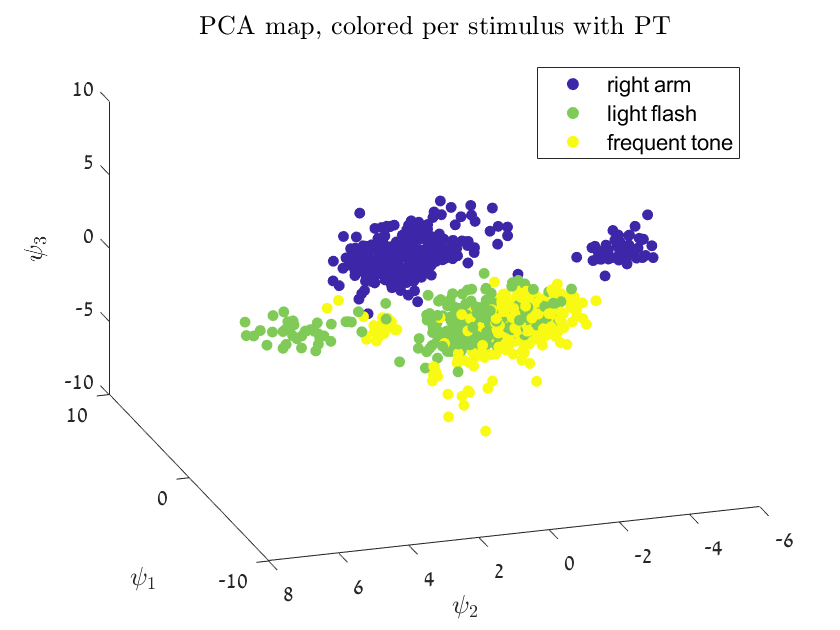 PCA map, colored per stimulus with PT
right arm
light flash
frequent tone
10
5
0
-5
-10
ψ3
10
0
-10
ψ1
8
6
4
2
0
-2
-4
-6
ψ2